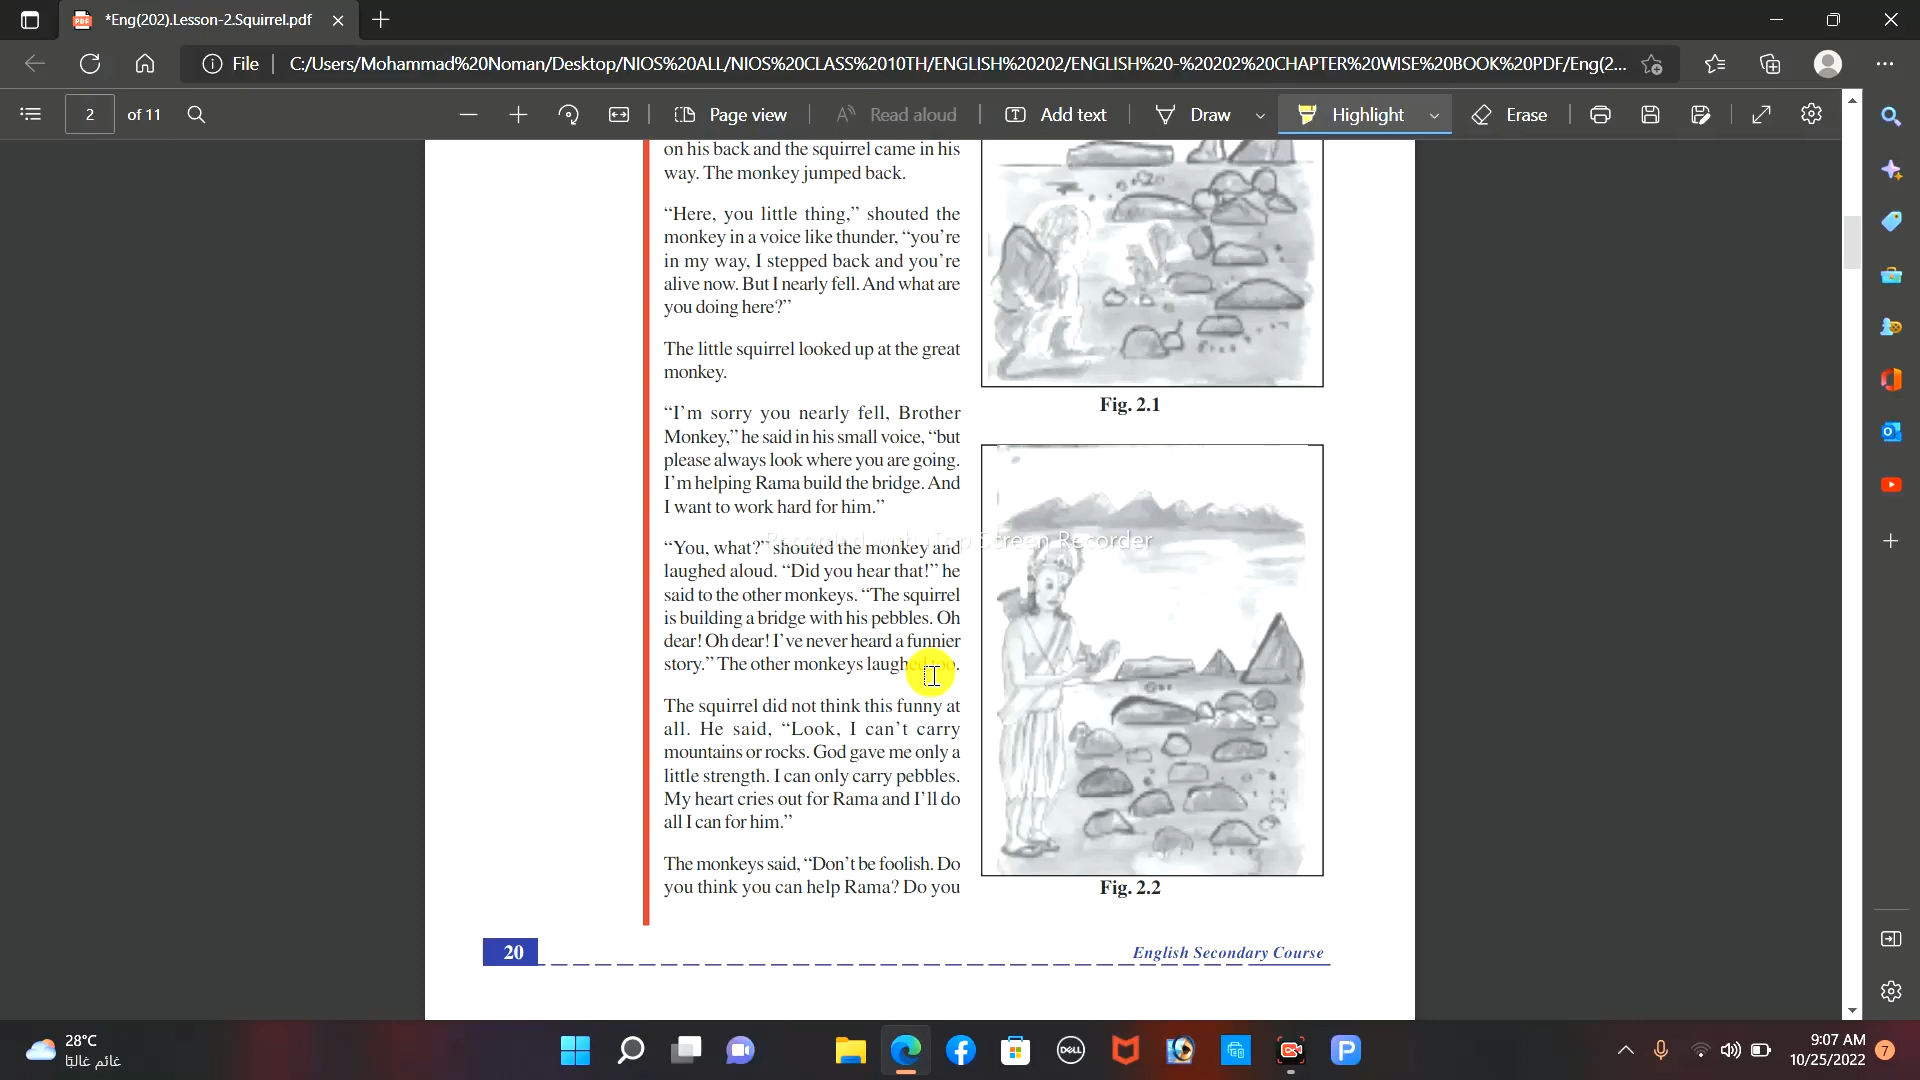 *Eng(202).Lesson-2.Squirrel.pdf
File
C:/Users/Mohammad%20Noman/Desktop/NIOS%20ALL/NIOS%20CLASS%2010TH/ENGLISH%20202/ENGLISH%20-%20202%20CHAPTER%20WISE%20BOOK%20PDF/Eng(2...
2 of 11
Page view
Read aloud
Add text
Draw
Highlight
Erase
on his back and the squirrel came in his
way. The monkey jumped back.
“Here, you little thing,” shouted the
monkey in a voice like thunder, “you’re
in my way, I stepped back and you’re
alive now. But I nearly fell. And what are
you doing here?”
The little squirrel looked up at the great
monkey.
“I’m sorry you nearly fell, Brother
Monkey,” he said in his small voice, “but
please always look where you are going.
I’m helping Rama build the bridge. And
I want to work hard for him.”
“You, what?” shouted the monkey and
laughed aloud. “Did you hear that!” he
said to the other monkeys. “The squirrel
is building a bridge with his pebbles. Oh
dear! Oh dear! I’ve never heard a funnier
story.” The other monkeys laughed too.
The squirrel did not think this funny at
all. He said, “Look, I can’t carry
mountains or rocks. God gave me only a
little strength. I can only carry pebbles.
My heart cries out for Rama and I’ll do
all I can for him.”
The monkeys said, “Don’t be foolish. Do
you think you can help Rama? Do you
Fig. 2.1
Recorded with iTop Screen Recorder
Fig. 2.2
20
English Secondary Course
28°C
غائم غالبًا
DELL
9:07 AM
10/25/2022
7